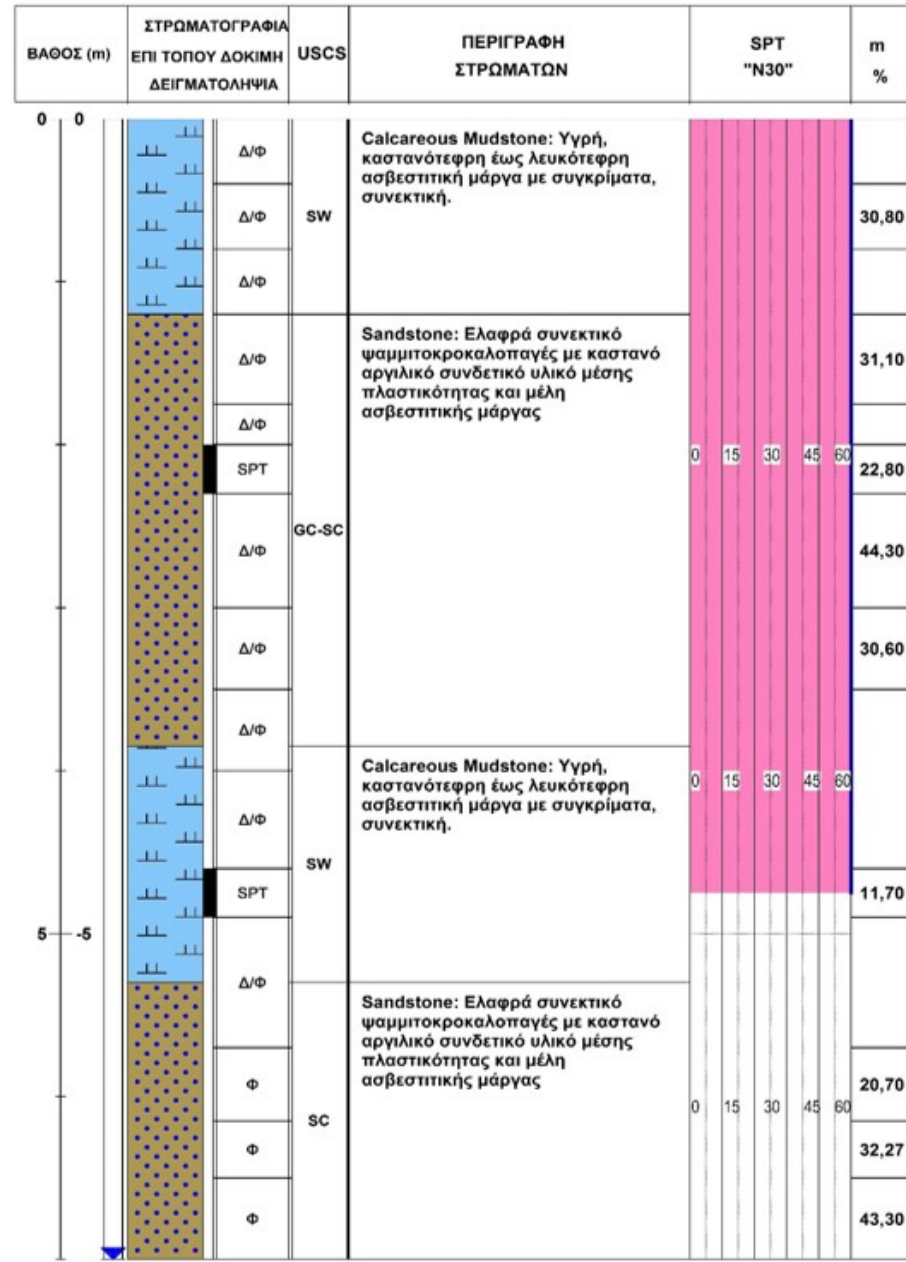 ΒΑΘΟΣ (m)
ΣΤΡΩΜΑΤΟΓΡΑΦΙΑ
ΕΠΙ ΤΟΠΟΥ ΔΟΚΙΜΗ
ΔΕΙΓΜΑΤΟΛΗΨΙΑ
USCS
ΠΕΡΙΓΡΑΦΗ
ΣΤΡΩΜΑΤΩΝ
SPT
"N30"
m
%
0 0
Δ/Φ
Δ/Φ
Δ/Φ
SW
Calcareous Mudstone: Υγρή,
καστανότεφρη έως λευκότεφρη
ασβεστιτική μάργα με συγκρίματα,
συνεκτική.
30,80
Δ/Φ
Δ/Φ
SPT
Δ/Φ
Δ/Φ
Δ/Φ
GC-SC
Sandstone: Ελαφρά συνεκτικό
ψαμμιτοκροκαλοπαγές με καστανό
αργιλικό συνδετικό υλικό μέσης
πλαστικότητας και μέλη
ασβεστιτικής μάργας
0 15 30 45 60
31,10
22,80
44,30
30,60
Δ/Φ
SPT
SW
Calcareous Mudstone: Υγρή,
καστανότεφρη έως λευκότεφρη
ασβεστιτική μάργα με συγκρίματα,
συνεκτική.
0 15 30 45 60
11,70
5 -5
Δ/Φ
Φ
Φ
Φ
SC
Sandstone: Ελαφρά συνεκτικό
ψαμμιτοκροκαλοπαγές με καστανό
αργιλικό συνδετικό υλικό μέσης
πλαστικότητας και μέλη
ασβεστιτικής μάργας
0 15 30 45 60
20,70
32,27
43,30